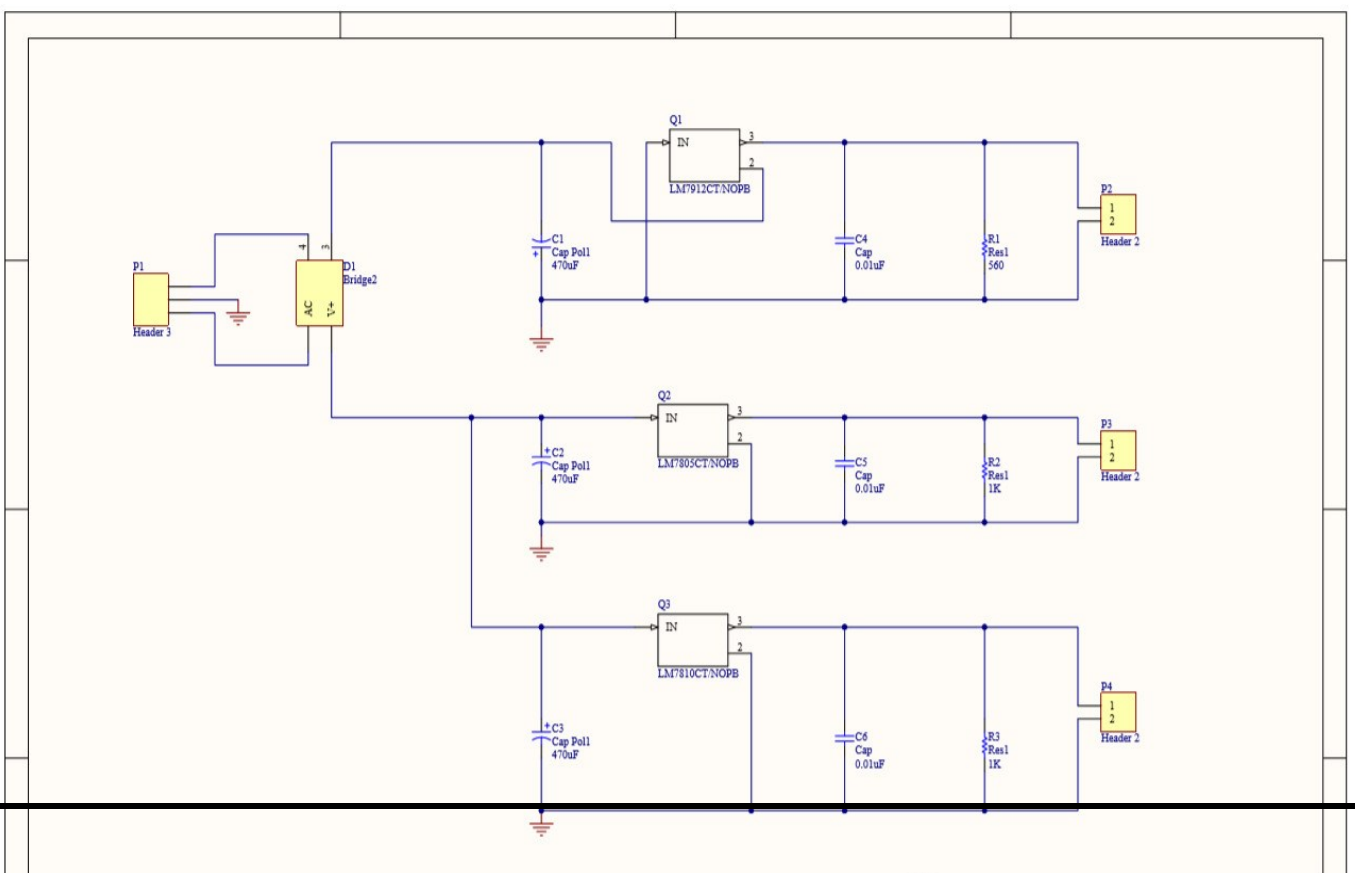 Q1
IN
3
2
LM7912CT/NOPB
P2
1
2
Header 2
C1
Cap Pol1
470uF
+
C4
Cap
0.01uF
R1
Res1
560
P1
Header 3
4
3
D1
Bridge2
AC
V+
Q2
IN
3
2
LM7805CT/NOPB
P3
1
2
Header 2
+
C2
Cap Pol1
470uF
C5
Cap
0.01uF
R2
Res1
1K
Q3
IN
3
2
LM7810CT/NOPB
P4
1
2
Header 2
+
C3
Cap Pol1
470uF
C6
Cap
0.01uF
R3
Res1
1K